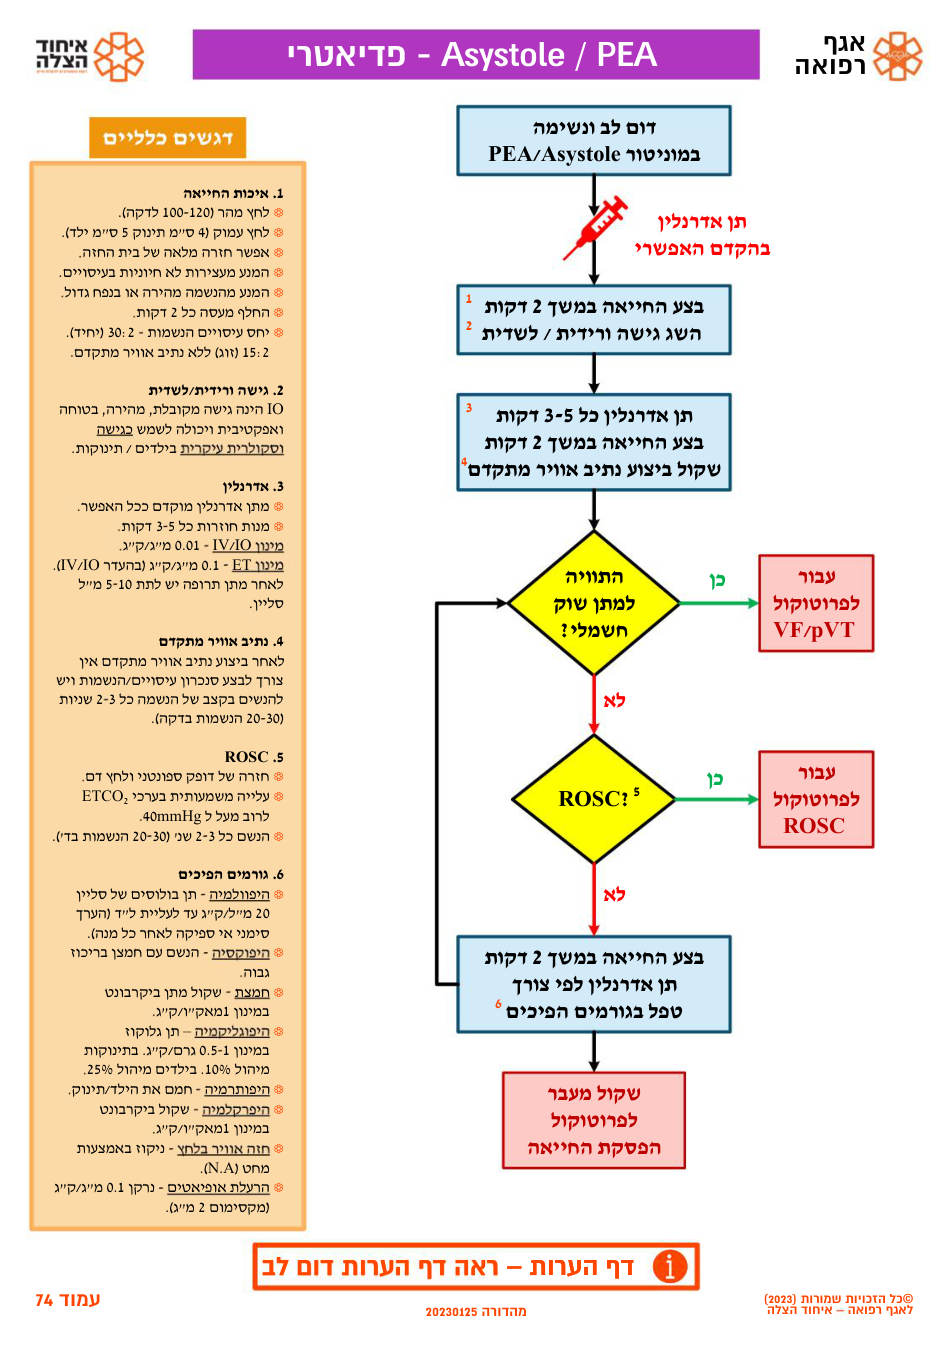 איחוד
הצלה
Asystole / PEA - פדיאטרי
אגף
רפואה
דום לב ונשימה
במוניטור PEA/Asystole
תן אדרנלין
בהקדם האפשרי
בצע החייאה במשך 2 דקות 1
השג גישה ורידית / לשדית 2
תן אדרנלין כל 3-5 דקות 3
בצע החייאה במשך 2 דקות
שקול ביצוע נתיב אוויר מתקדם 4
התוויה
למתן שוק
חשמלי?
כן
עבור
לפרוטוקול
VF/pVT
לא
ROSC? 5
כן
עבור
לפרוטוקול
ROSC
לא
בצע החייאה במשך 2 דקות
תן אדרנלין לפי צורך
טפל בגורמים הפיכים 6
שקול מעבר
לפרוטוקול
הפסקת החייאה
דגשים כלליים
1. איכות החייאה
לחץ מהר (100-120 לדקה).
לחץ עמוק (4 ס״מ תינוק 5 ס״מ ילד).
אפשר חזרה מלאה של בית החזה.
המנע מעצירות לא חיוניות בעיסויים.
המנע מהנשמה מהירה או בנפח גדול.
החלף מעסה כל 2 דקות.
יחס עיסויים הנשמות - 30:2 (יחיד).
15:2 (זוג) ללא נתיב אוויר מתקדם.
2. גישה ורידית/לשדית
IO הינה גישה מקובלת, מהירה, בטוחה
ואפקטיבית ויכולה לשמש כגישה
וסקולרית עיקרית בילדים / תינוקות.
3. אדרנלין
מתן אדרנלין מוקדם ככל האפשר.
מנות חוזרות כל 3-5 דקות.
מינון IV/IO - 0.01 מ״ג/ק״ג.
מינון ET - 0.1 מ״ג/ק״ג (בהעדר IV/IO).
לאחר מתן תרופה יש לתת 5-10 מ״ל
סליין.
4. נתיב אוויר מתקדם
לאחר ביצוע נתיב אוויר מתקדם אין
צורך לבצע סנכרון עיסויים/הנשמות ויש
להנשים בקצב של הנשמה כל 2-3 שניות
(20-30 הנשמות בדקה).
5. ROSC
חזרה של דופק ספונטני ולחץ דם.
עלייה משמעותית בערכי ETCO₂
לרוב מעל ל 40mmHg.
הנשם כל 2-3 שני׳ (20-30 הנשמות בד׳).
6. גורמים הפיכים
היפוולמיה - תן בולוסים של סליין
20 מ״ל/ק״ג עד לעליית ל״ד (הערך
סימני אי ספיקה לאחר כל מנה).
היפוקסיה - הנשם עם חמצן בריכוז
גבוה.
חמצת - שקול מתן ביקרבונט
במינון 1מאק״ו/ק״ג.
היפוגליקמיה – תן גלוקוז
במינון 0.5-1 גרם/ק״ג. בתינוקות
מיהול 10%. בילדים מיהול 25%.
היפותרמיה - חמם את הילד/תינוק.
היפרקלמיה - שקול ביקרבונט
במינון 1מאק״ו/ק״ג.
חזה אוויר בלחץ - ניקוז באמצעות
מחט (N.A).
הרעלת אופיאטים - נרקן 0.1 מ״ג/ק״ג
(מקסימום 2 מ״ג).
דף הערות – ראה דף הערות דום לב
©כל הזכויות שמורות (2023)
לאגף רפואה – איחוד הצלה
מהדורה 20230125
עמוד 74